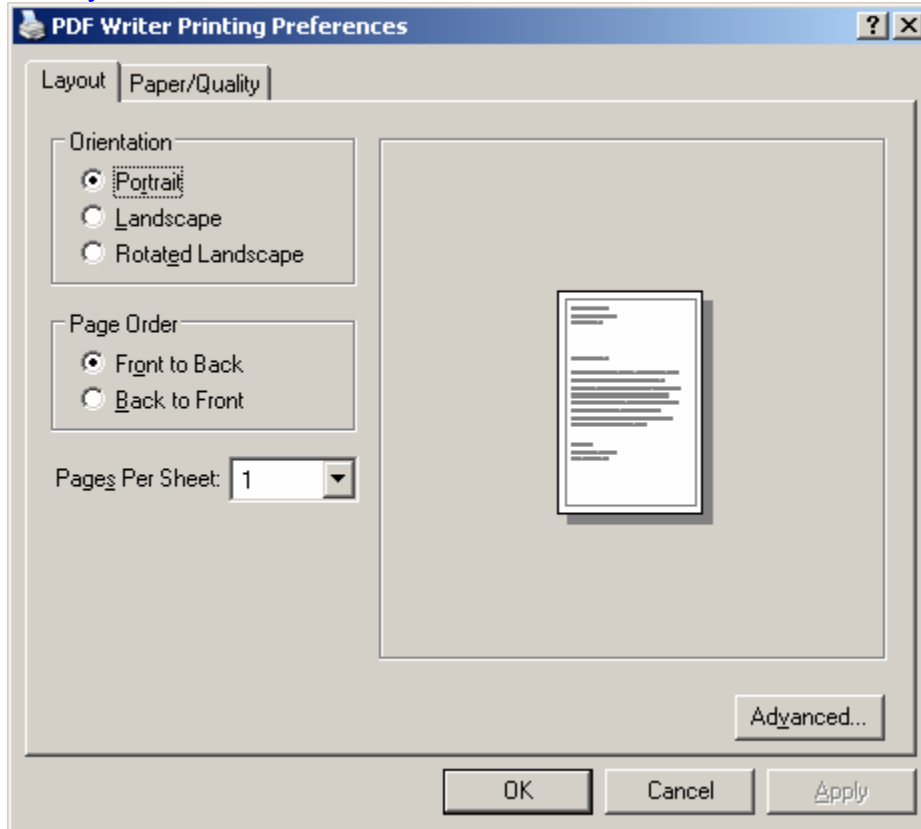 PDF Writer Printing Preferences
Layout
Paper/Quality
Orientation
Portrait
Landscape
Rotated Landscape
Page Order
Front to Back
Back to Front
Pages Per Sheet: 1
Advanced...
OK
Cancel
Apply